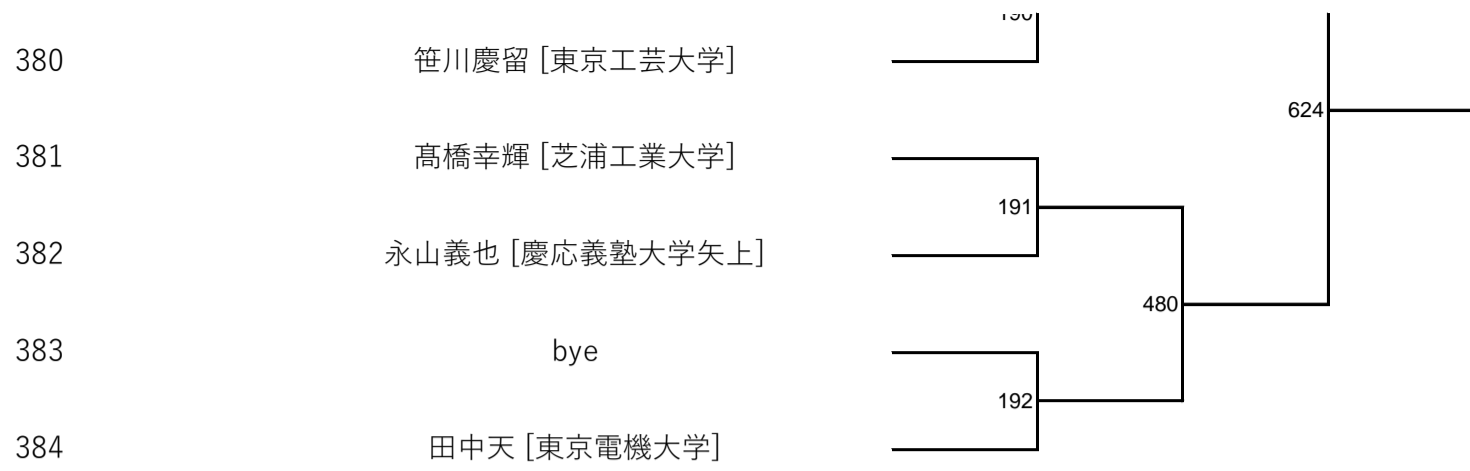 380 笹川慶留 [東京工芸大学]
624
381 髙橋幸輝 [芝浦工業大学]
191
382 永山義也 [慶応義塾大学矢上]
480
383 bye
192
384 田中天 [東京電機大学]